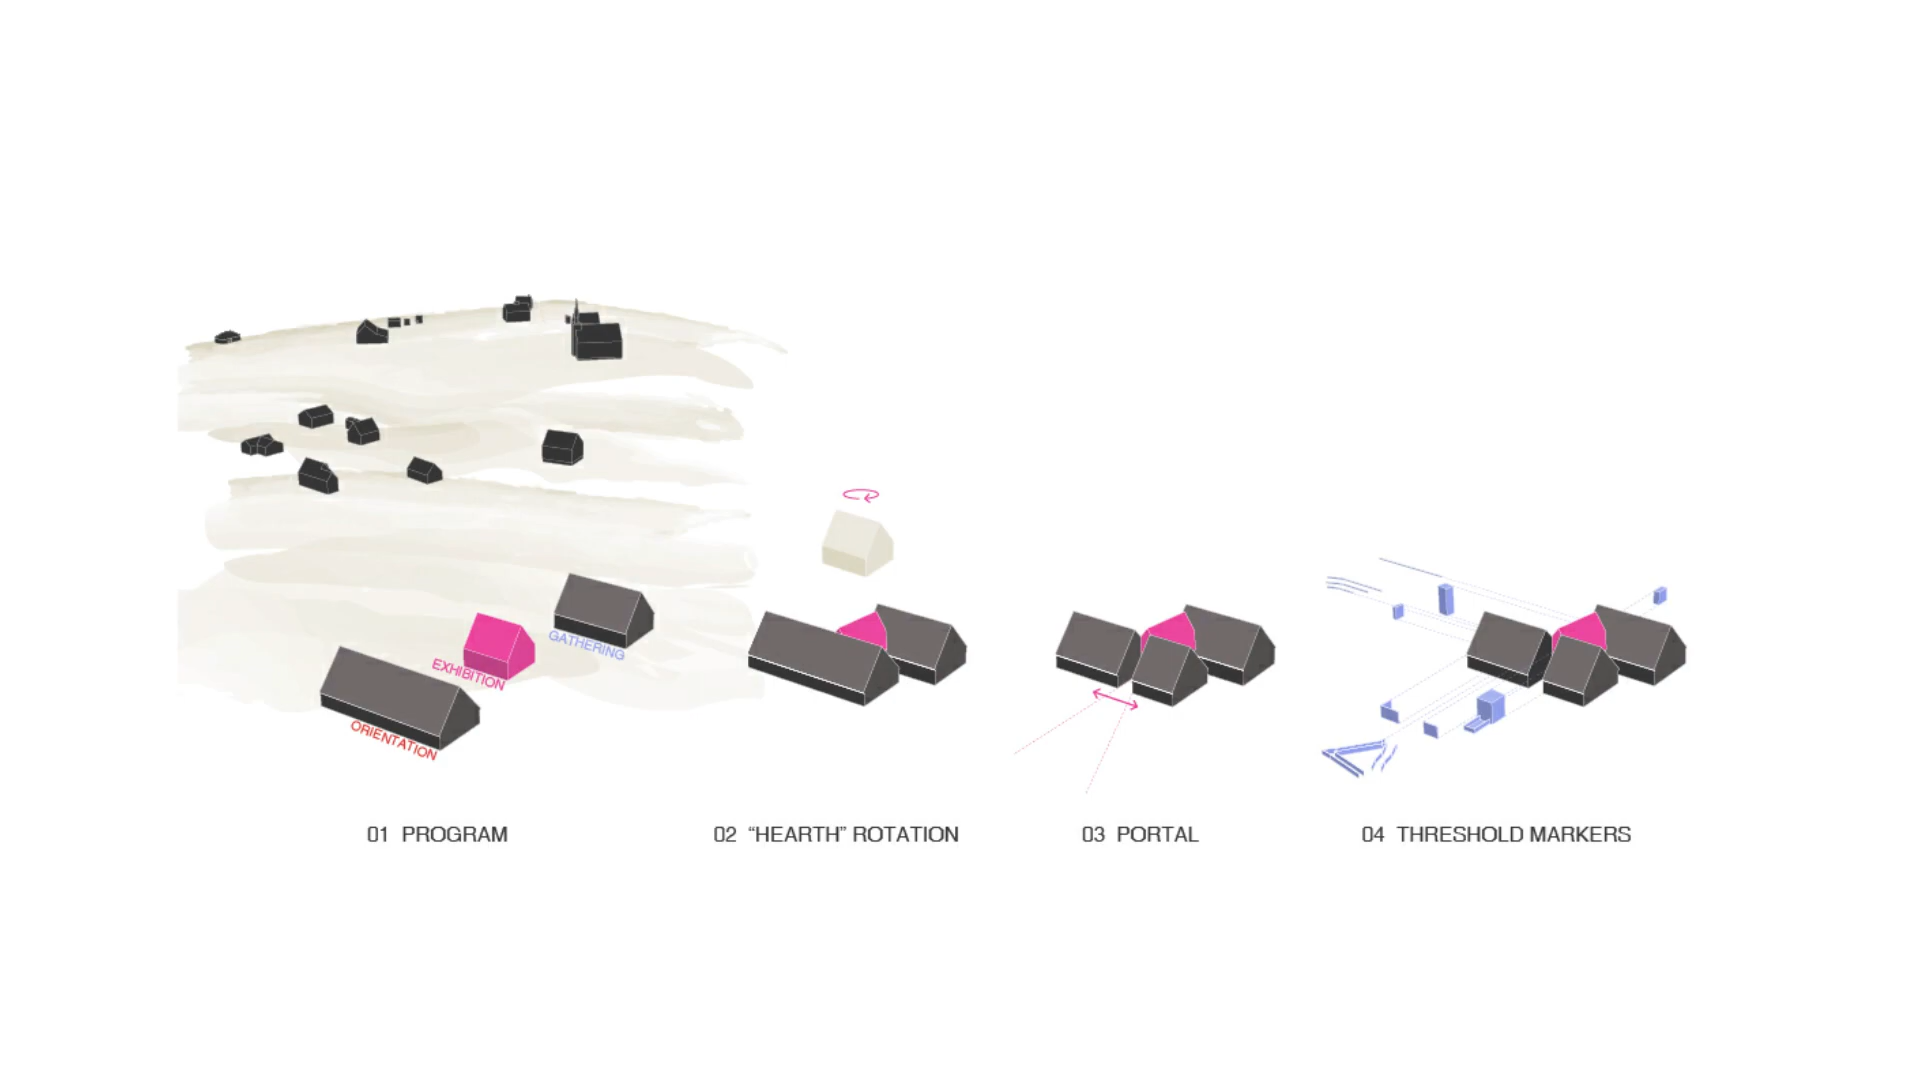 GATHERING
EXHIBITION
ORIENTATION
01 PROGRAM
02 “HEARTH” ROTATION
03 PORTAL
04 THRESHOLD MARKERS